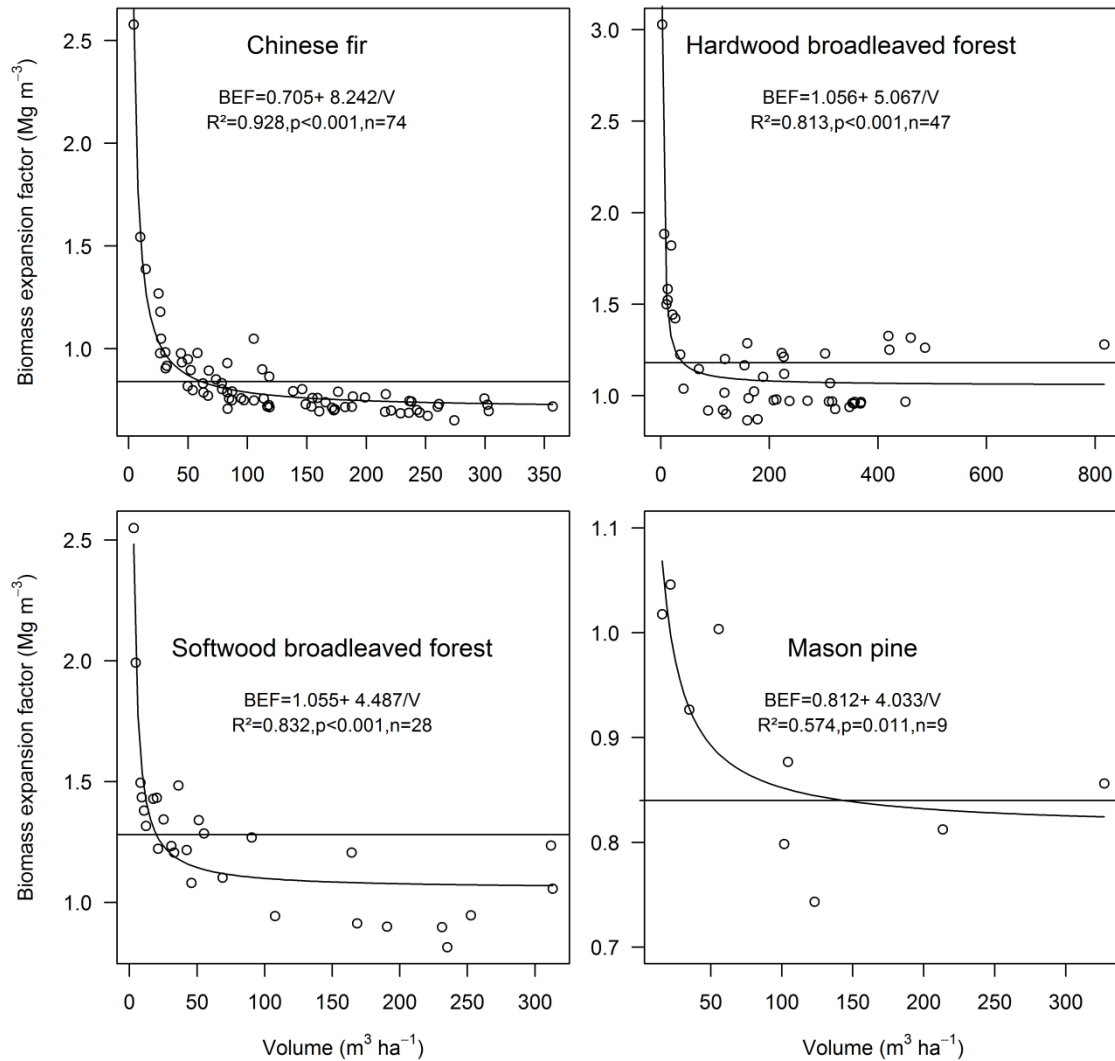 Chinese fir
BEF=0.705+ 8.242/V
R²=0.928,p<0.001,n=74
Biomass expansion factor (Mg m⁻³)
2.5
2.0
1.5
1.0
0 50 100 150 200 250 300 350
Hardwood broadleaved forest
BEF=1.056+ 5.067/V
R²=0.813,p<0.001,n=47
3.0
2.5
2.0
1.5
1.0
0 200 400 600 800
Softwood broadleaved forest
BEF=1.055+ 4.487/V
R²=0.832,p<0.001,n=28
Biomass expansion factor (Mg m⁻³)
2.5
2.0
1.5
1.0
0 50 100 150 200 250 300
Volume (m³ ha⁻¹)
Mason pine
BEF=0.812+ 4.033/V
R²=0.574,p=0.011,n=9
1.1
1.0
0.9
0.8
0.7
50 100 150 200 250 300
Volume (m³ ha⁻¹)